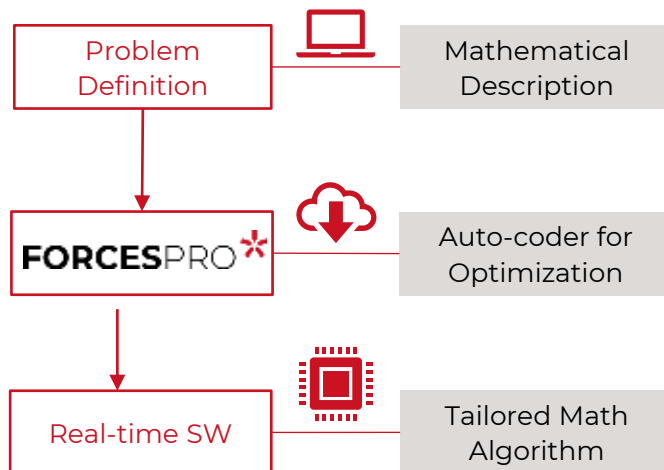 Problem
Definition
Mathematical
Description
FORCESPRO
Auto-coder for
Optimization
Real-time SW
Tailored Math
Algorithm